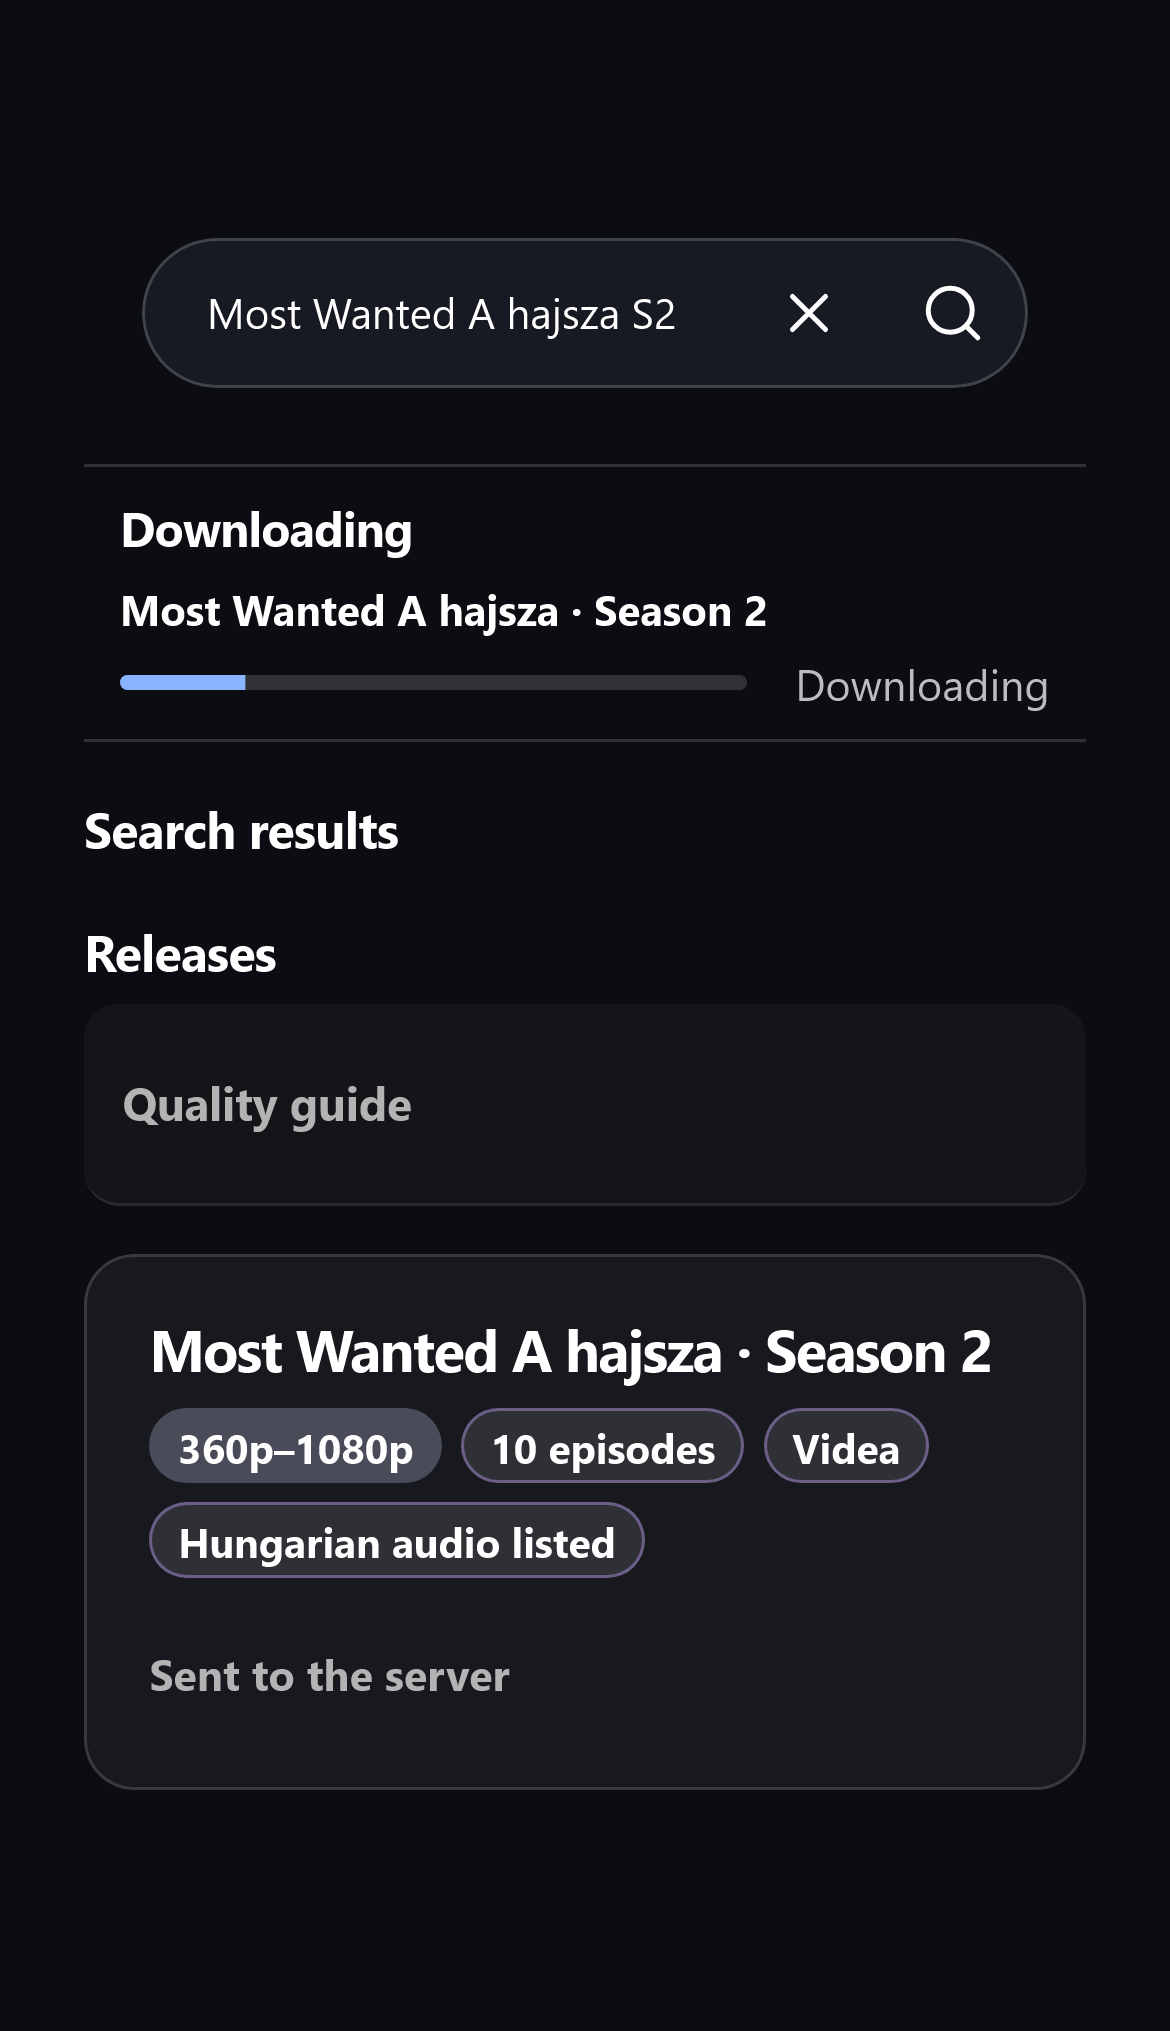 Most Wanted A hajsza S2
Downloading
Most Wanted A hajsza · Season 2
Downloading
Search results
Releases
Quality guide
Most Wanted A hajsza · Season 2
360p–1080p 10 episodes Videa
Hungarian audio listed
Sent to the server